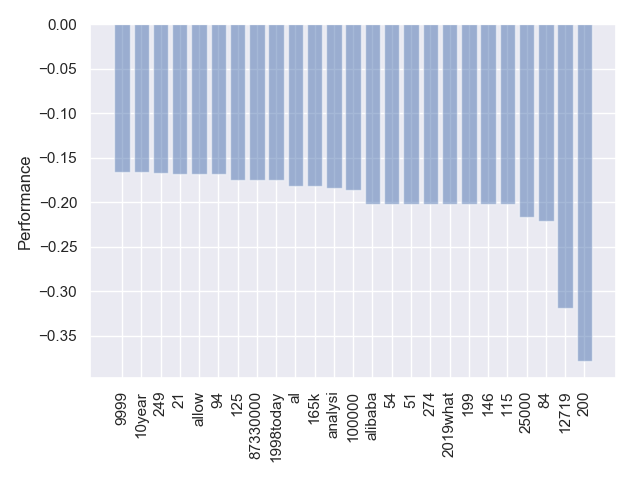 0.00
−0.05
−0.10
−0.15
−0.20
−0.25
−0.30
−0.35
Performance
9999
10year
249
21
allow
94
125
87330000
1998today
al
165k
analysi
100000
alibaba
54
51
274
2019what
199
146
115
25000
84
12719
200